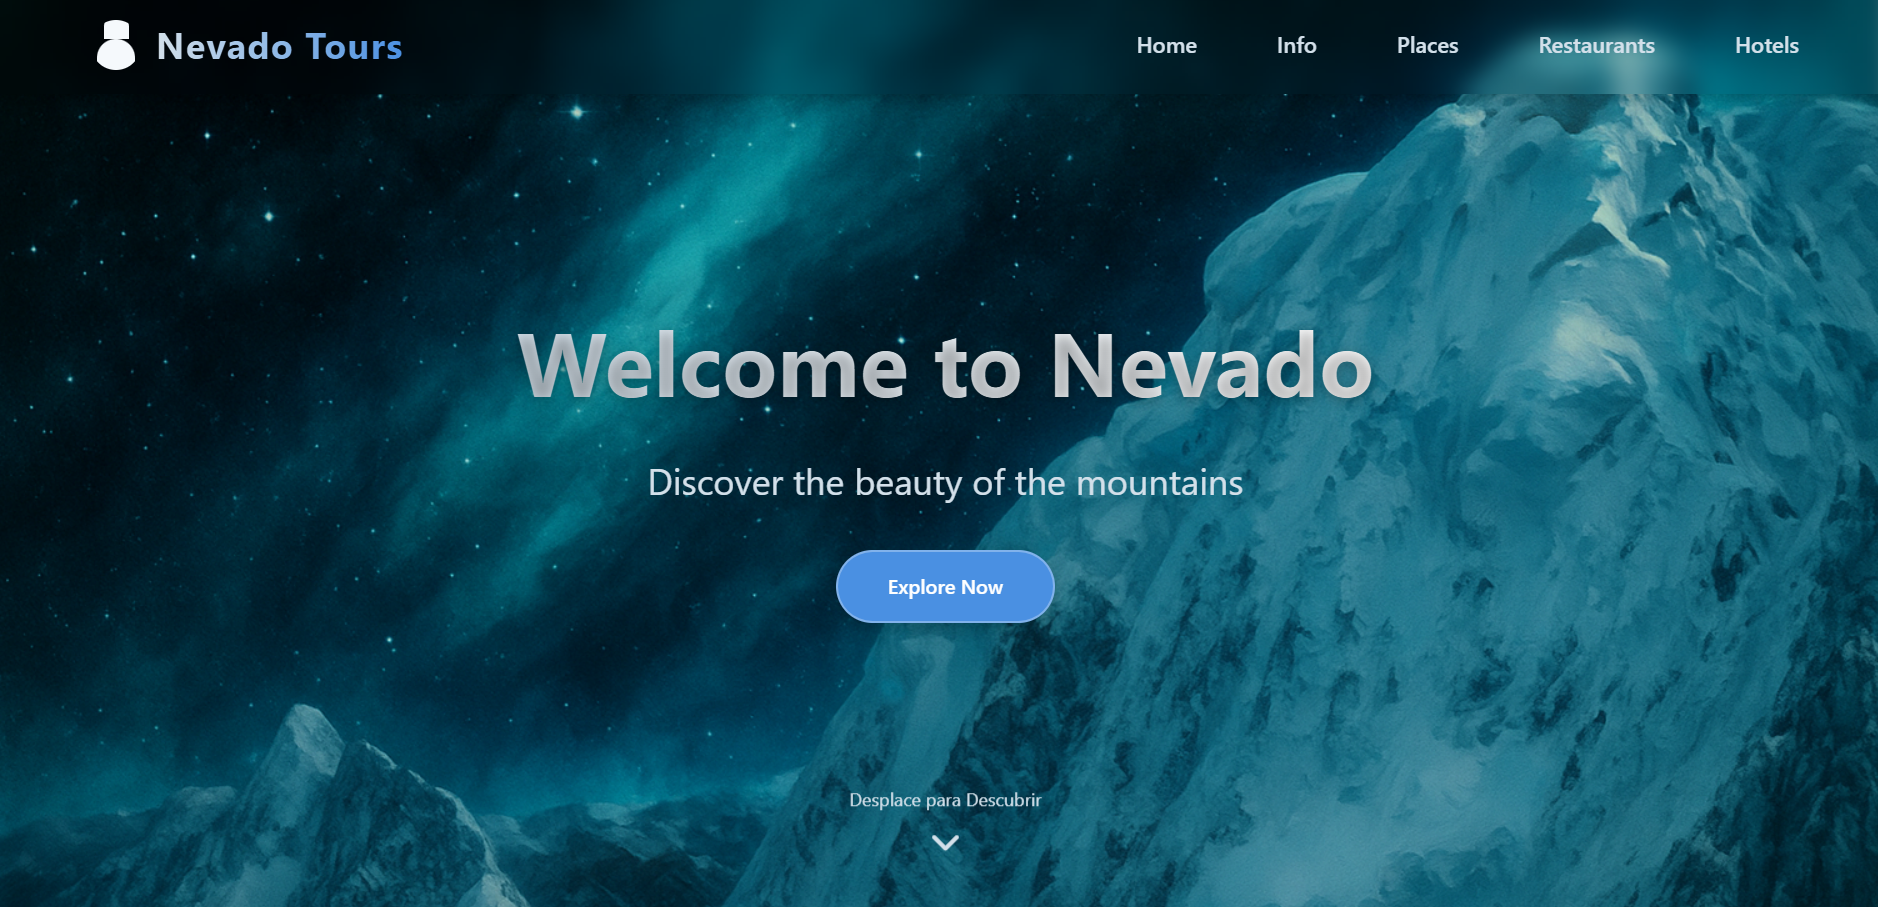 Nevado Tours
Home Info Places Restaurants Hotels
Welcome to Nevado
Discover the beauty of the mountains
Explore Now
Desplace para Descubrir